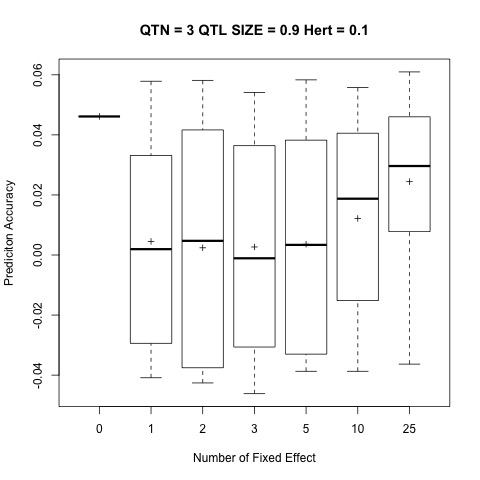 QTN = 3 QTL SIZE = 0.9 Hert = 0.1
Prediciton Accuracy
0.06
0.04
0.02
0.00
-0.02
-0.04
0 1 2 3 5 10 25
Number of Fixed Effect